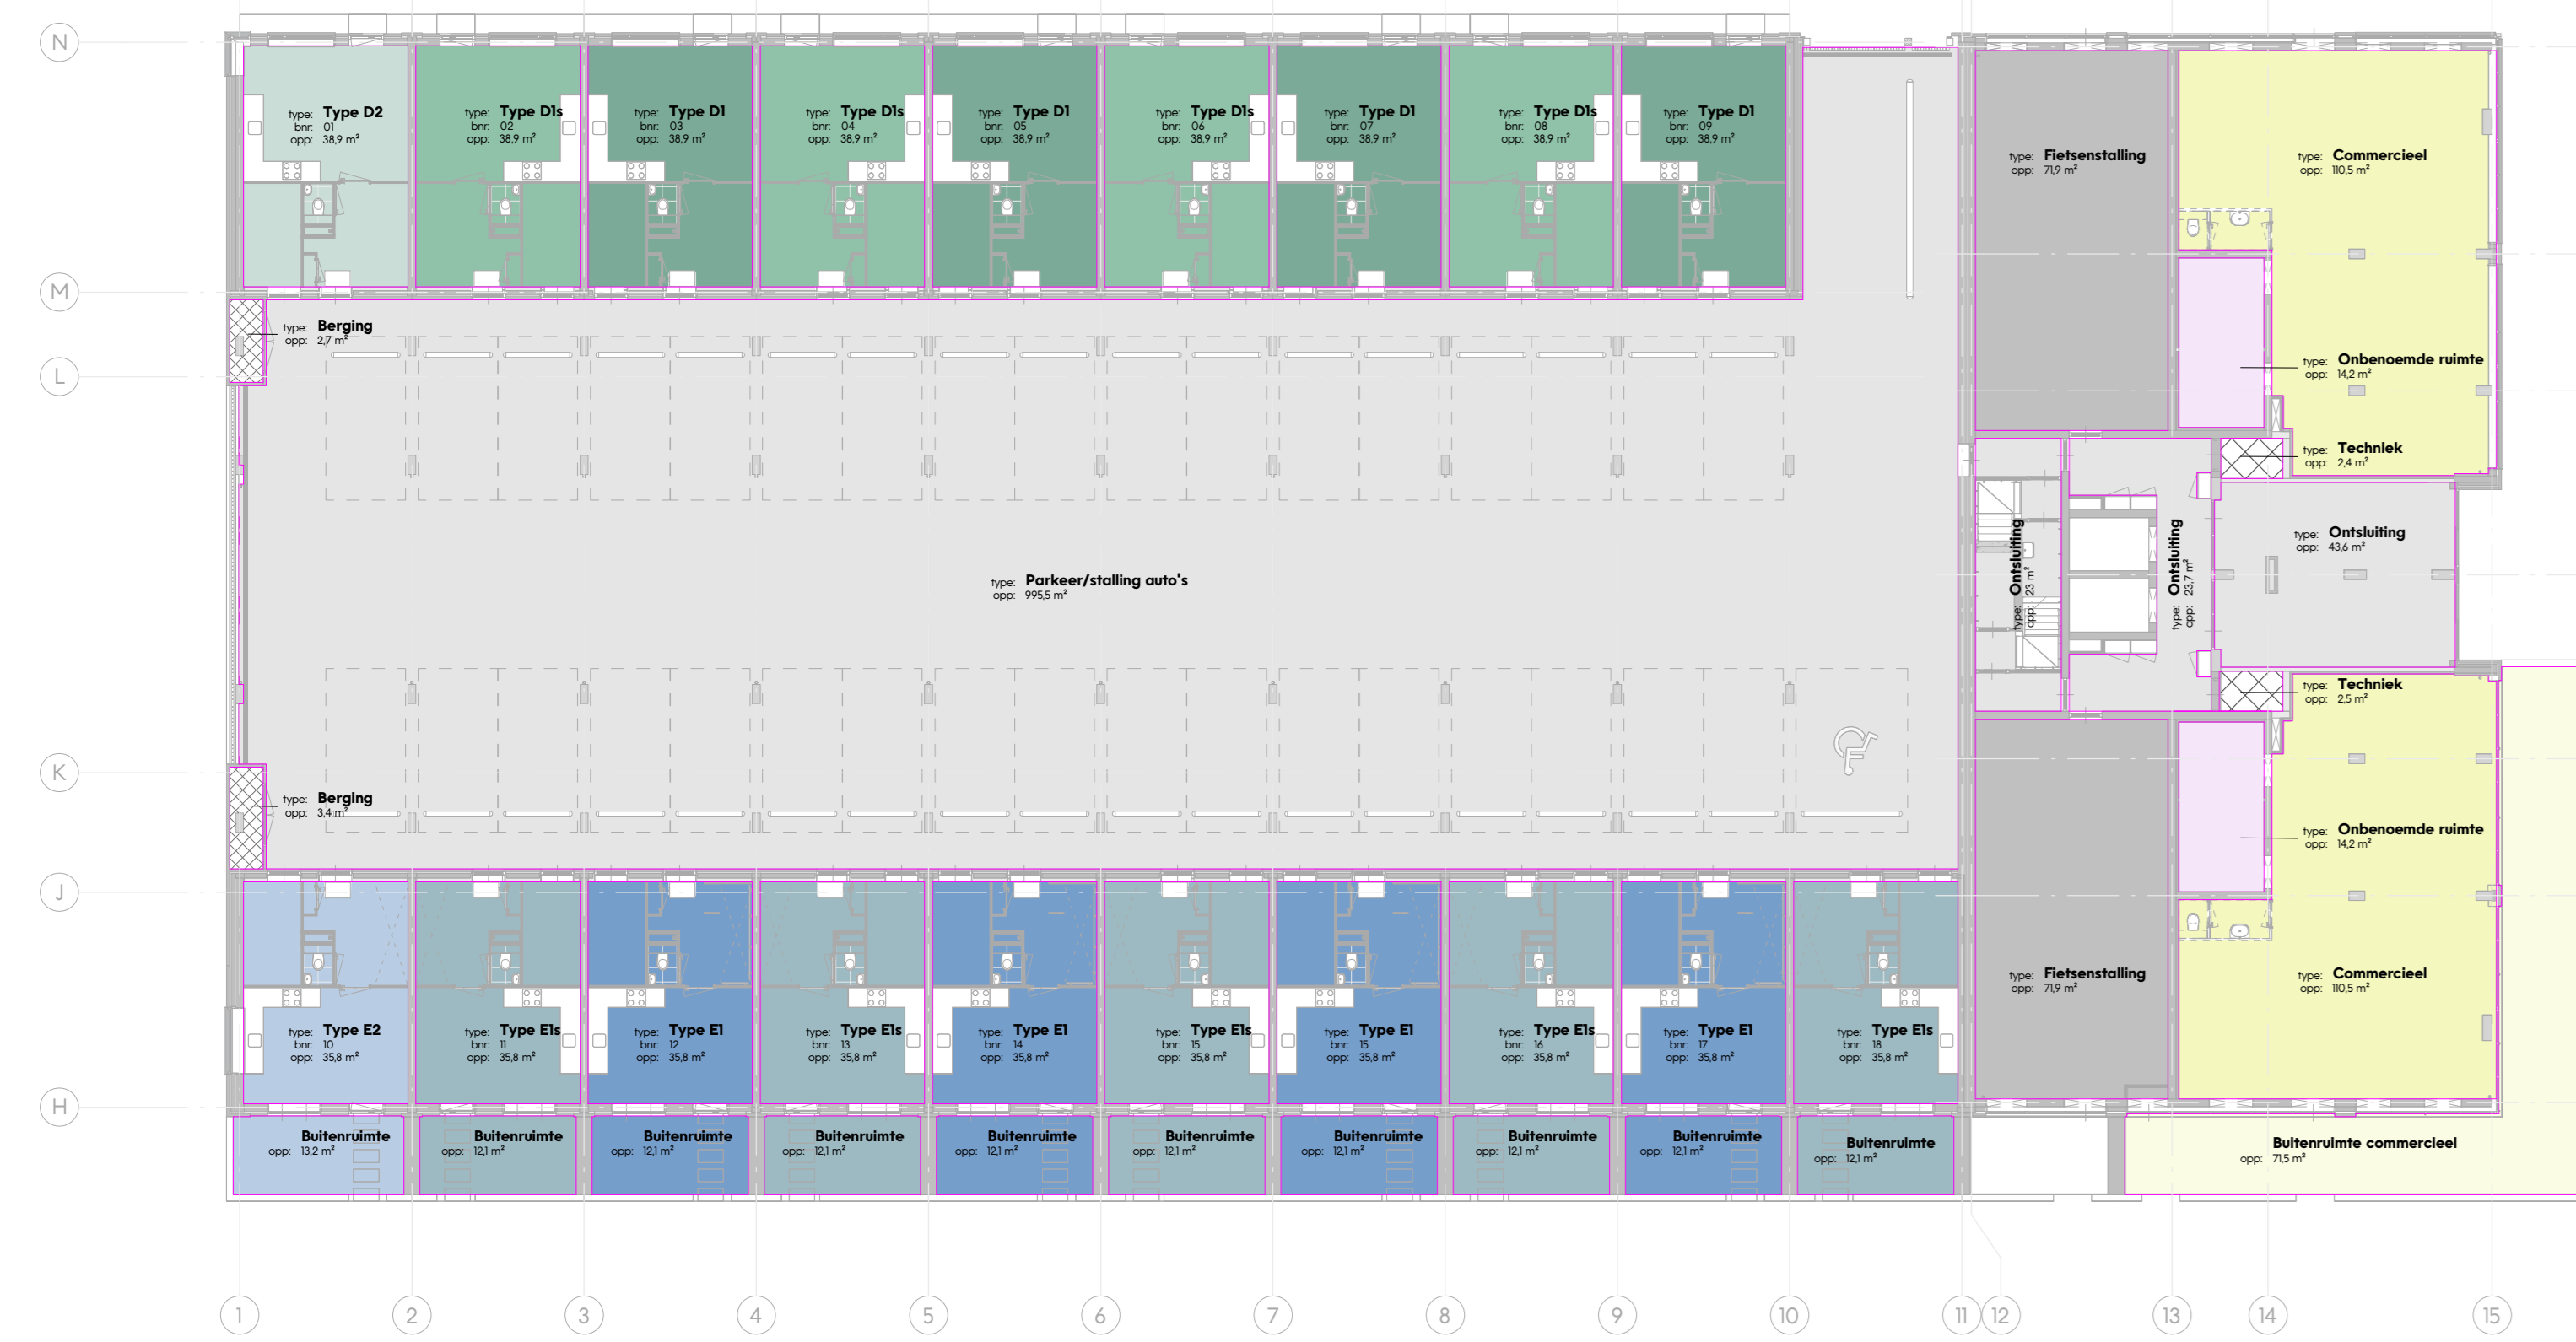 N
type: Type D2
bnr: 01
opp: 38,9 m²
type: Type D1s
bnr: 02
opp: 38,9 m²
type: Type D1
bnr: 03
opp: 38,9 m²
type: Type D1s
bnr: 04
opp: 38,9 m²
type: Type D1
bnr: 05
opp: 38,9 m²
type: Type D1s
bnr: 06
opp: 38,9 m²
type: Type D1
bnr: 07
opp: 38,9 m²
type: Type D1s
bnr: 08
opp: 38,9 m²
type: Type D1
bnr: 09
opp: 38,9 m²
type: Fietsenstalling
opp: 71,9 m²
type: Commercieel
opp: 110,5 m²
M
type: Berging
opp: 2,7 m²
L
type: Onbenoemde ruimte
opp: 14,2 m²
type: Techniek
opp: 2,4 m²
type: Ontsluiting
opp: 23 m²
type: Ontsluiting
opp: 23,7 m²
type: Ontsluiting
opp: 43,6 m²
type: Parkeer/stalling auto's
opp: 995,5 m²
type: Techniek
opp: 2,5 m²
K
type: Berging
opp: 3,4 m²
type: Onbenoemde ruimte
opp: 14,2 m²
J
type: Fietsenstalling
opp: 71,9 m²
type: Commercieel
opp: 110,5 m²
type: Type E2
bnr: 10
opp: 35,8 m²
type: Type E1s
bnr: 11
opp: 35,8 m²
type: Type E1
bnr: 12
opp: 35,8 m²
type: Type E1s
bnr: 13
opp: 35,8 m²
type: Type E1
bnr: 14
opp: 35,8 m²
type: Type E1s
bnr: 15
opp: 35,8 m²
type: Type E1
bnr: 15
opp: 35,8 m²
type: Type E1s
bnr: 16
opp: 35,8 m²
type: Type E1
bnr: 17
opp: 35,8 m²
type: Type E1s
bnr: 18
opp: 35,8 m²
H
Buitenruimte
opp: 13,2 m²
Buitenruimte
opp: 12,1 m²
Buitenruimte
opp: 12,1 m²
Buitenruimte
opp: 12,1 m²
Buitenruimte
opp: 12,1 m²
Buitenruimte
opp: 12,1 m²
Buitenruimte
opp: 12,1 m²
Buitenruimte
opp: 12,1 m²
Buitenruimte
opp: 12,1 m²
Buitenruimte
opp: 12,1 m²
Buitenruimte commercieel
opp: 71,5 m²
1 2 3 4 5 6 7 8 9 10 11 12 13 14 15